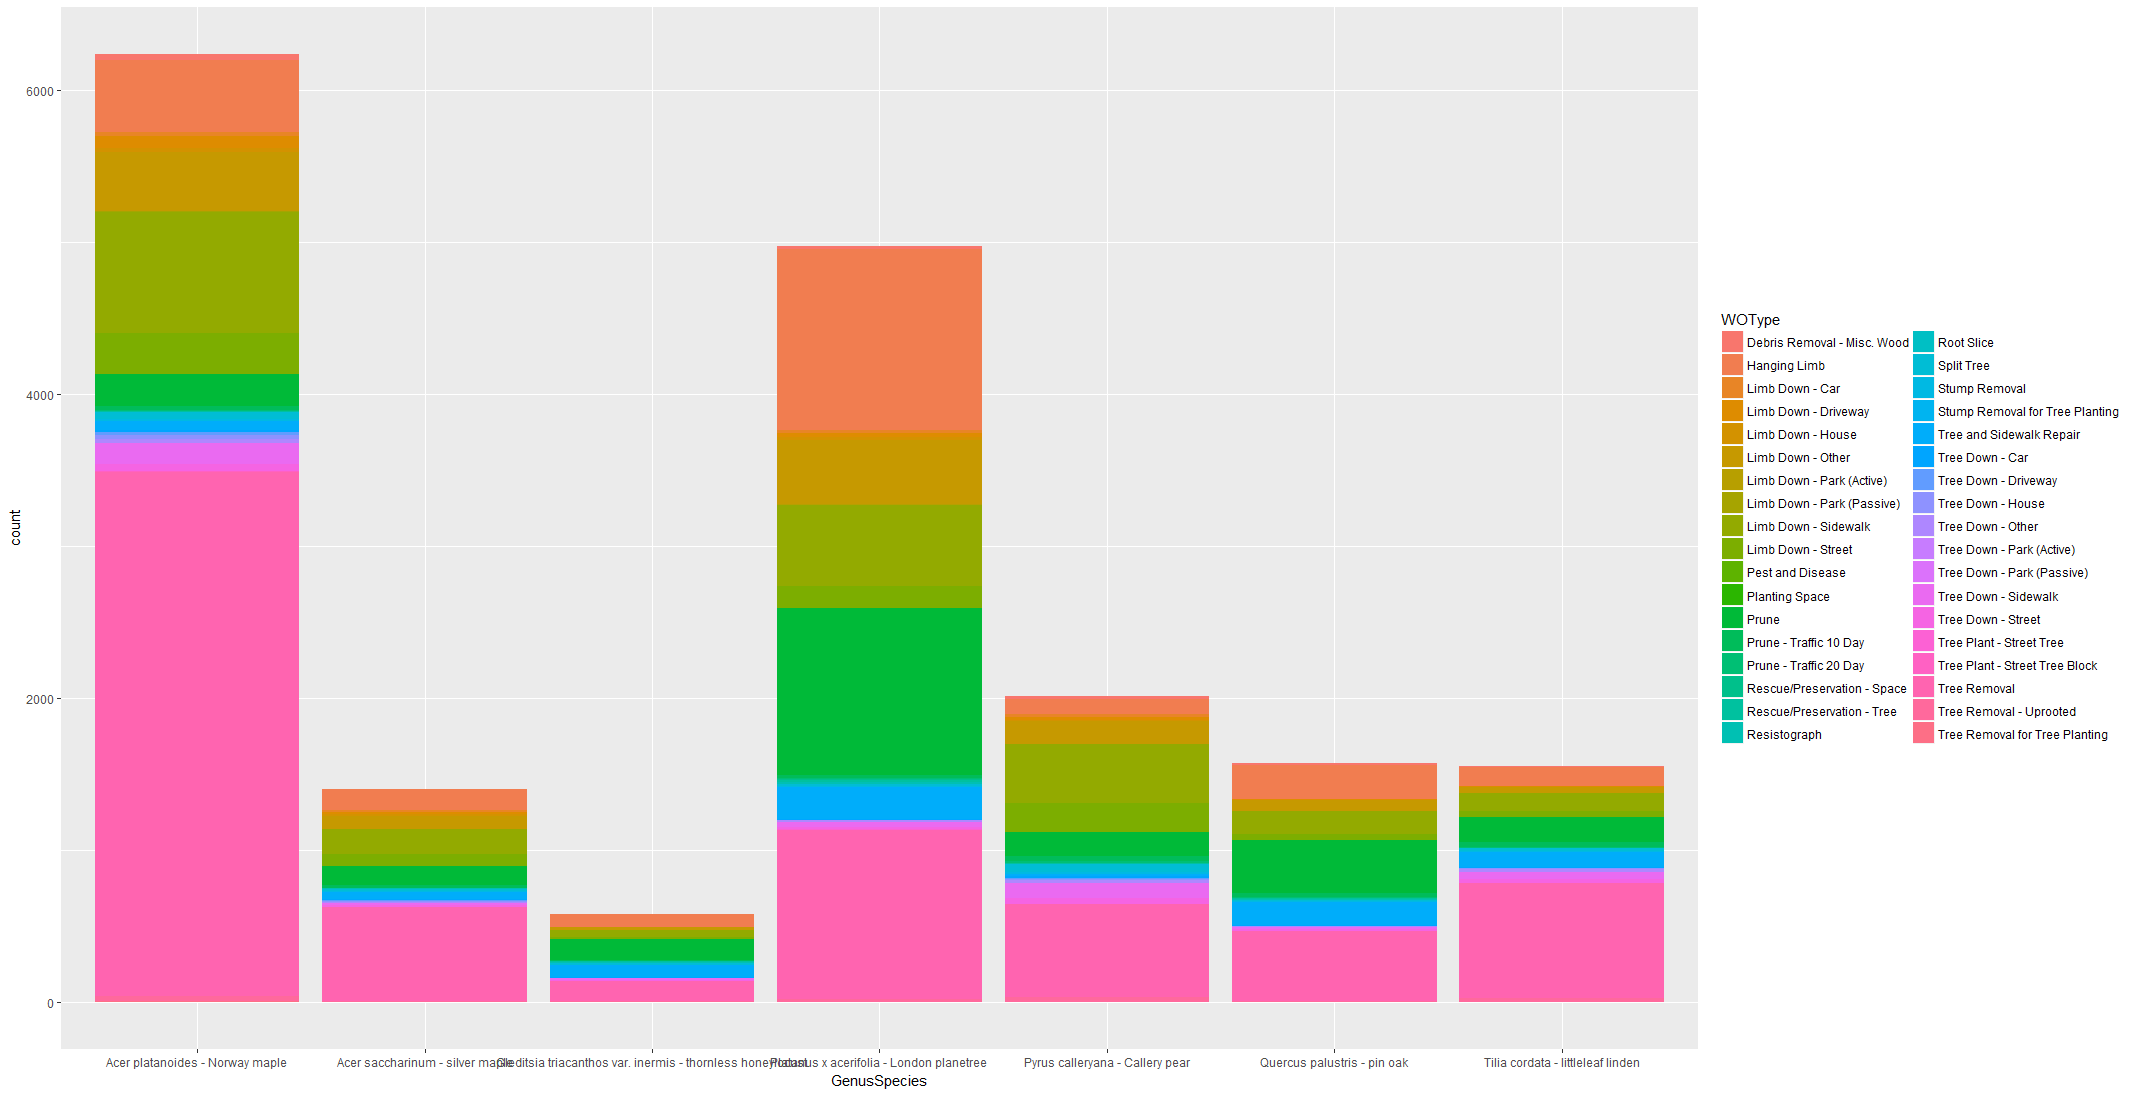 6000
4000
2000
0
count
Acer platanoides - Norway maple
Acer saccharinum - silver maple
Gleditsia triacanthos var. inermis - thornless honeylocust
Platanus x acerifolia - London planetree
Pyrus calleryana - Callery pear
Quercus palustris - pin oak
Tilia cordata - littleleaf linden
GenusSpecies
WOType
Debris Removal - Misc. Wood
Hanging Limb
Limb Down - Car
Limb Down - Driveway
Limb Down - House
Limb Down - Other
Limb Down - Park (Active)
Limb Down - Park (Passive)
Limb Down - Sidewalk
Limb Down - Street
Pest and Disease
Planting Space
Prune
Prune - Traffic 10 Day
Prune - Traffic 20 Day
Rescue/Preservation - Space
Rescue/Preservation - Tree
Resistograph
Root Slice
Split Tree
Stump Removal
Stump Removal for Tree Planting
Tree and Sidewalk Repair
Tree Down - Car
Tree Down - Driveway
Tree Down - House
Tree Down - Other
Tree Down - Park (Active)
Tree Down - Park (Passive)
Tree Down - Sidewalk
Tree Down - Street
Tree Plant - Street Tree
Tree Plant - Street Tree Block
Tree Removal
Tree Removal - Uprooted
Tree Removal for Tree Planting